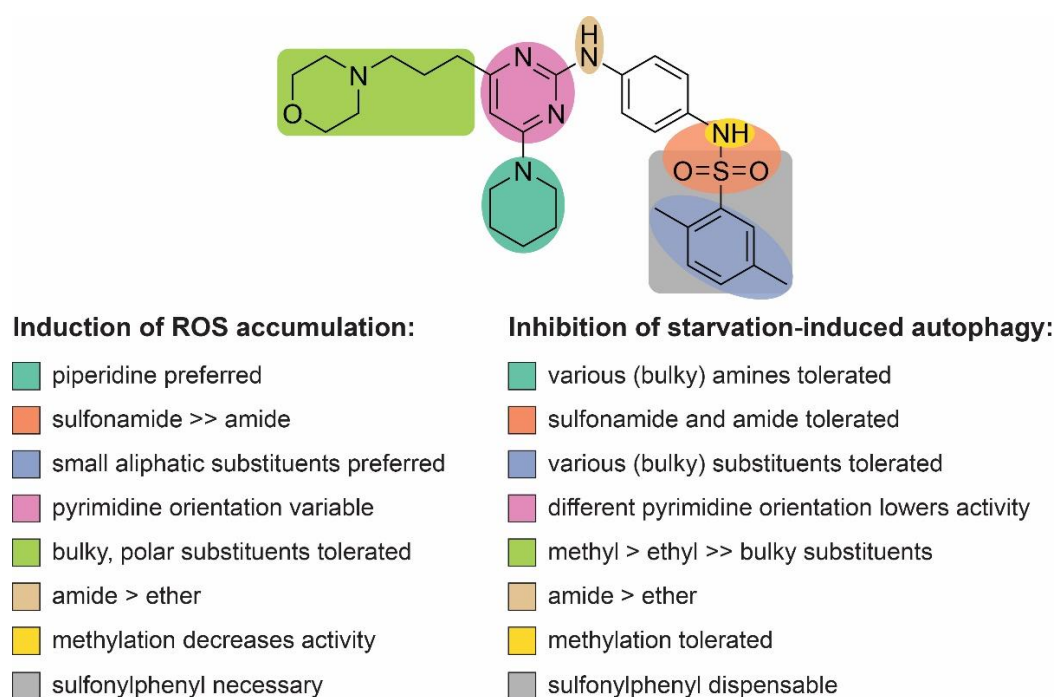 H
N
N
N
O
N
N
NH
O=S=O
Induction of ROS accumulation:
piperidine preferred
sulfonamide >> amide
small aliphatic substituents preferred
pyrimidine orientation variable
bulky, polar substituents tolerated
amide > ether
methylation decreases activity
sulfonylphenyl necessary
Inhibition of starvation-induced autophagy:
various (bulky) amines tolerated
sulfonamide and amide tolerated
various (bulky) substituents tolerated
different pyrimidine orientation lowers activity
methyl > ethyl >> bulky substituents
amide > ether
methylation tolerated
sulfonylphenyl dispensable